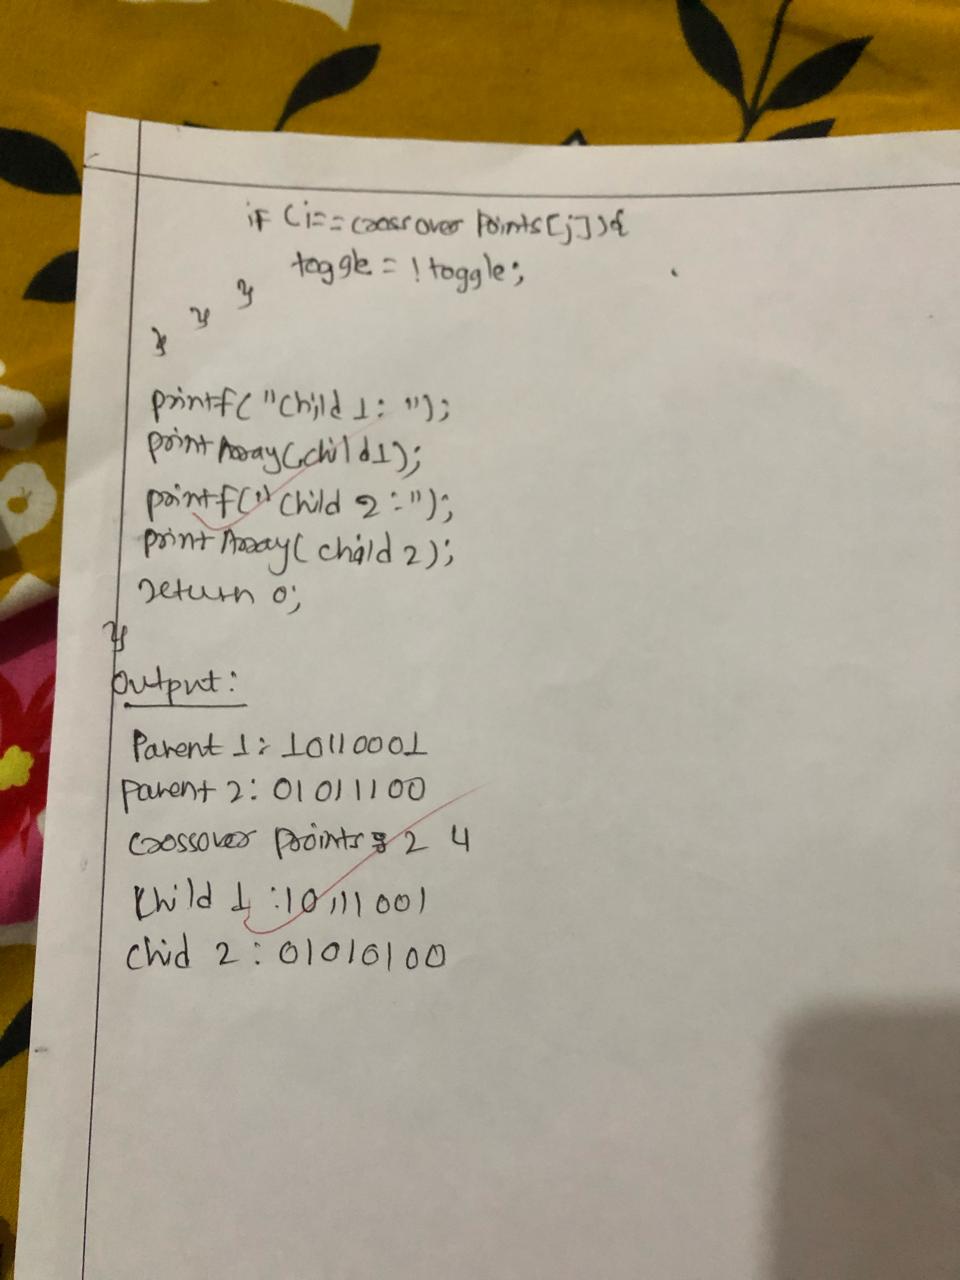 if (i== crossover points[j]){
toggle = !toggle;
}
}
}
printf("Child 1: ");
print Array(child1);
printf(" Child 2 : ");
print Array( child 2);
return 0;
}
Output:
Parent 1: 10110001
parent 2: 01011100
crossover points: 2 4
Child 1 :10111001
Chid 2 : 01010100